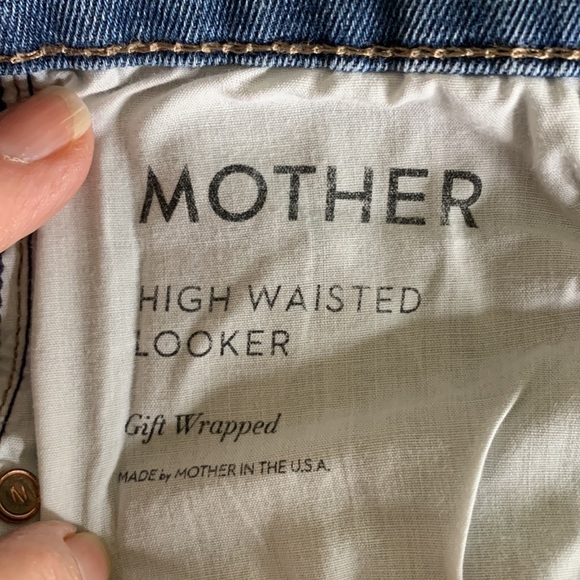 MOTHER
HIGH WAISTED
LOOKER
Gift Wrapped
MADE by MOTHER IN THE U.S.A.